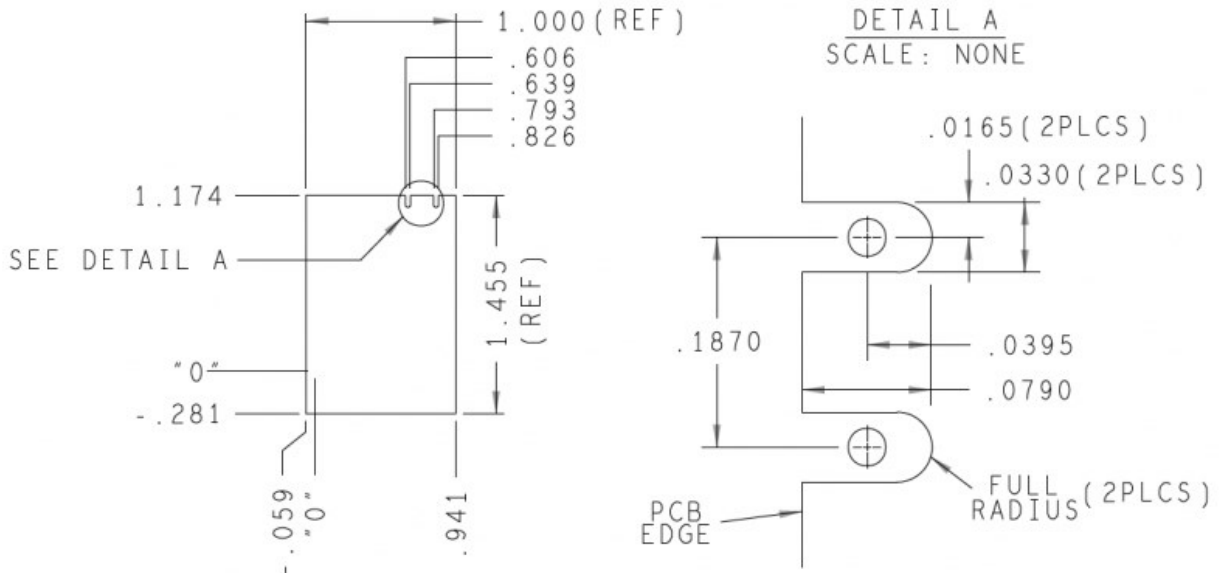 1.000(REF)
.606
.639
.793
.826
1.174
SEE DETAIL A
1.455
(REF)
"0"
-.281
-.059
"0"
.941
DETAIL A
SCALE: NONE
.0165(2PLCS)
.0330(2PLCS)
.1870
.0395
.0790
PCB
EDGE
FULL
RADIUS
(2PLCS)